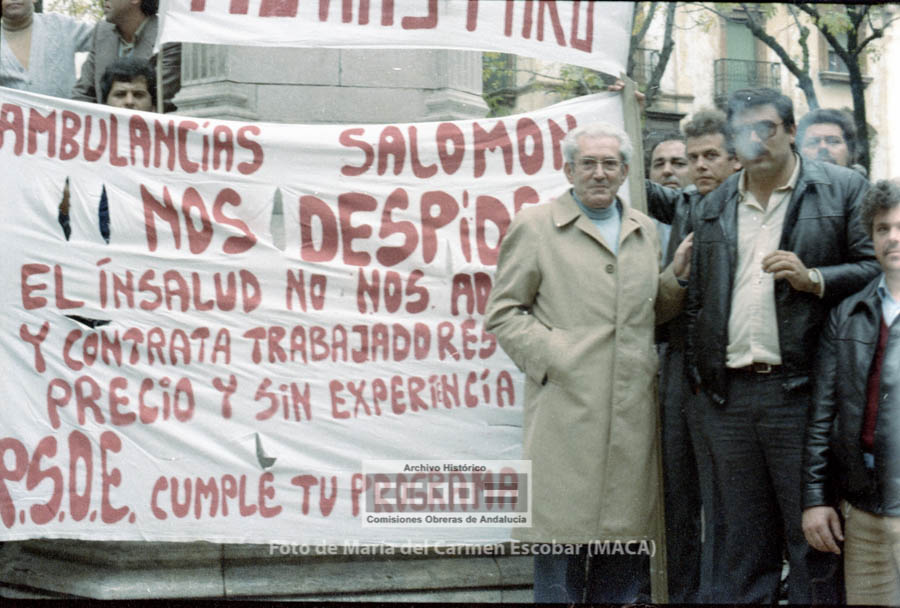 AMBULANCIAS SALOMON
NOS DESPIDE
EL INSALUD NO NOS AD
Y CONTRATA TRABAJADORES
PRECIO Y SIN EXPERIENCIA
P.S.O.E. CUMPLE TU PROGRAMA
Archivo Histórico
CCOO
Comisiones Obreras de Andalucía
Foto de María del Carmen Escobar (MACA)